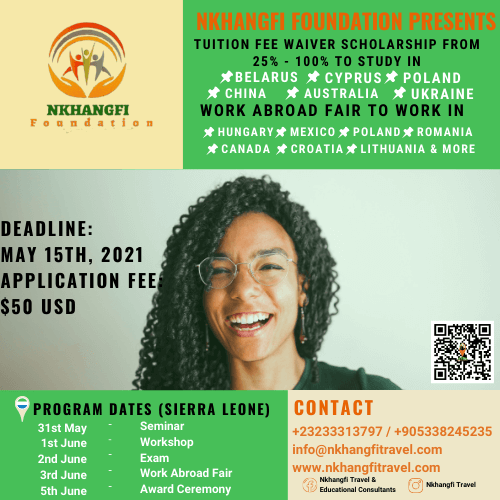 NKHANGFI
Foundation
NKHANGFI FOUNDATION PRESENTS
TUITION FEE WAIVER SCHOLARSHIP FROM
25% - 100% TO STUDY IN
BELARUS CYPRUS POLAND
CHINA AUSTRALIA UKRAINE
WORK ABROAD FAIR TO WORK IN
HUNGARY MEXICO POLAND ROMANIA
CANADA CROATIA LITHUANIA & MORE
DEADLINE:
MAY 15TH, 2021
APPLICATION FEE:
$50 USD
PROGRAM DATES (SIERRA LEONE)
31st May - Seminar
1st June - Workshop
2nd June - Exam
3rd June - Work Abroad Fair
5th June - Award Ceremony
CONTACT
+23233313797 / +905338245235
info@nkhangfitravel.com
www.nkhangfitravel.com
Nkhangfi Travel &
Educational Consultants
Nkhangfi Travel